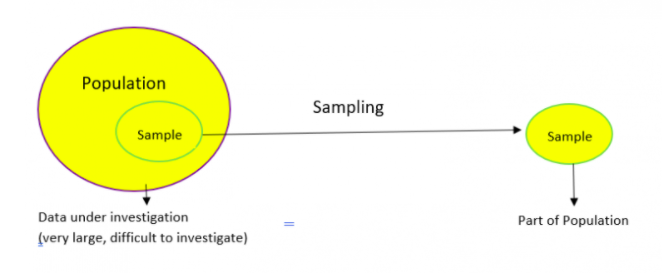 Population
Sampling
Sample
Sample
Data under investigation
(very large, difficult to investigate)
=
Part of Population